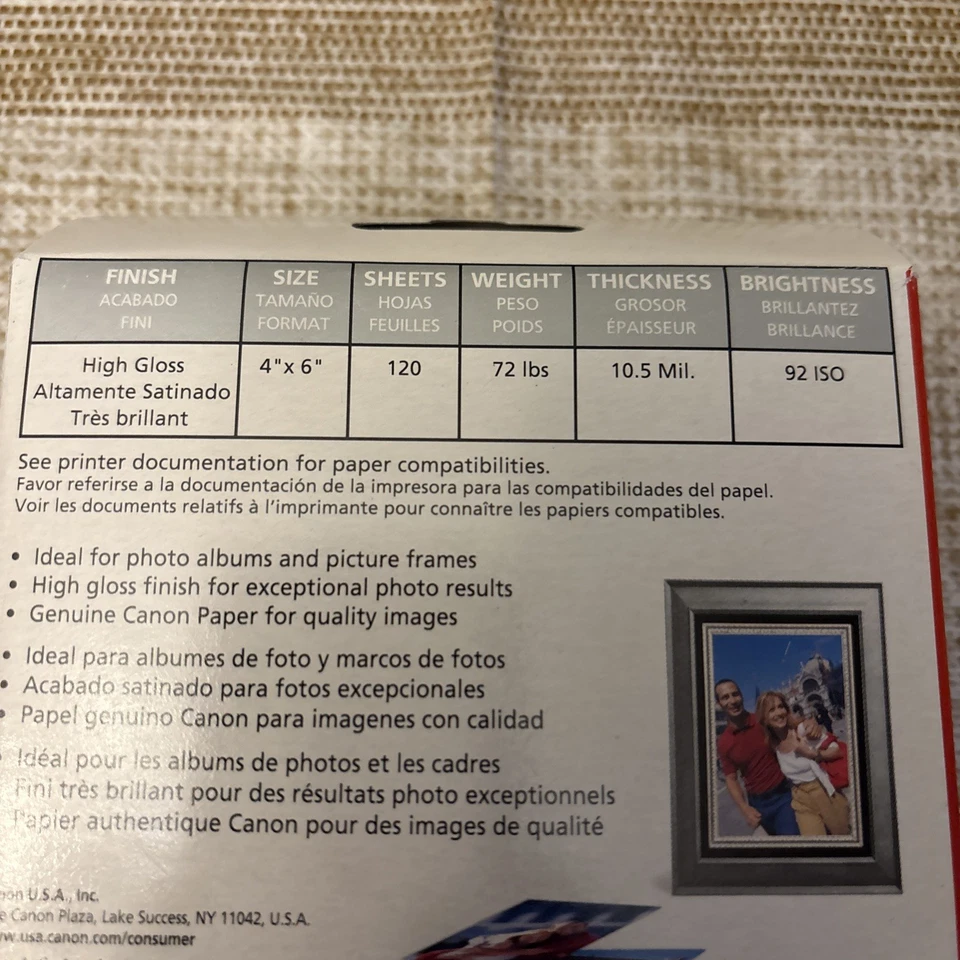 FINISH SIZE SHEETS WEIGHT THICKNESS BRIGHTNESS
ACABADO TAMAÑO HOJAS PESO GROSOR BRILLANTEZ
FINI FORMAT FEUILLES POIDS ÉPAISSEUR BRILLANCE
High Gloss 4"x 6" 120 72 lbs 10.5 Mil. 92 ISO
Altamente Satinado
Très brillant
See printer documentation for paper compatibilities.
Favor referirse a la documentación de la impresora para las compatibilidades del papel.
Voir les documents relatifs à l'imprimante pour connaître les papiers compatibles.
• Ideal for photo albums and picture frames
• High gloss finish for exceptional photo results
• Genuine Canon Paper for quality images
• Ideal para albumes de foto y marcos de fotos
• Acabado satinado para fotos excepcionales
• Papel genuino Canon para imagenes con calidad
Idéal pour les albums de photos et les cadres
Fini très brillant pour des résultats photo exceptionnels
Papier authentique Canon pour des images de qualité
U.S.A., Inc.
Canon Plaza, Lake Success, NY 11042, U.S.A.
w.usa.canon.com/consumer